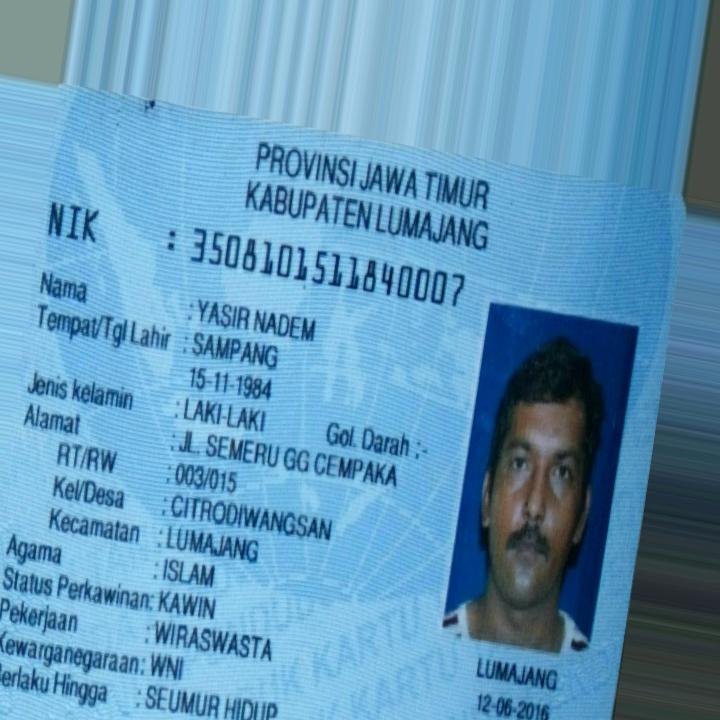 PROVINSI JAWA TIMUR
KABUPATEN LUMAJANG
NIK : 3508101511840007
Nama : YASIR NADEM
Tempat/Tgl Lahir : SAMPANG
15-11-1984
Jenis kelamin : LAKI-LAKI Gol. Darah :-
Alamat : JL. SEMERU GG CEMPAKA
RT/RW : 003/015
Kel/Desa : CITRODIWANGSAN
Kecamatan : LUMAJANG
Agama : ISLAM
Status Perkawinan: KAWIN
Pekerjaan : WIRASWASTA
Kewarganegaraan: WNI
erlaku Hingga : SEUMUR HIDUP
LUMAJANG
12-06-2016